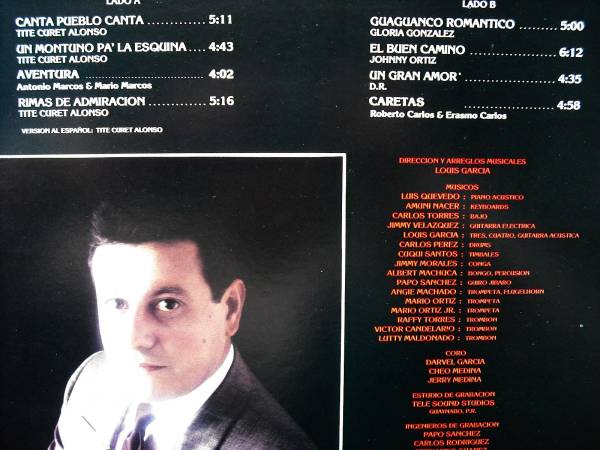 LADO A
CANTA PUEBLO CANTA 5:11
TITE CURET ALONSO
UN MONTUNO PA' LA ESQUINA 4:43
TITE CURET ALONSO
AVENTURA 4:02
Antonio Marcos & Mario Marcos
RIMAS DE ADMIRACION 5:16
TITE CURET ALONSO
VERSION AL ESPAÑOL: TITE CURET ALONSO
LADO B
GUAGUANCO ROMANTICO 5:00
GLORIA GONZALEZ
EL BUEN CAMINO 6:12
JOHNNY ORTIZ
UN GRAN AMOR 4:35
D.R.
CARETAS 4:58
Roberto Carlos & Erasmo Carlos
DIRECCION Y ARREGLOS MUSICALES
LOUIS GARCIA
MUSICOS
LUIS QUEVEDO : PIANO ACUSTICO
AMUNI NACER : KEYBOARDS
CARLOS TORRES : BAJO
JIMMY VELAZQUEZ : GUITARRA ELECTRICA
LOUIS GARCIA : TRES, CUATRO, GUITARRA ACUSTICA
CARLOS PEREZ : DRUMS
CUQUI SANTOS : TIMBALES
JIMMY MORALES : CONGA
ALBERT MACHUCA : BONGO, PERCUSION
PAPO SANCHEZ : GUIRO JIBARO
ANGIE MACHADO : TROMPETA, FLUGELHORN
MARIO ORTIZ : TROMPETA
MARIO ORTIZ JR. : TROMPETA
RAFFY TORRES : TROMBON
VICTOR CANDELARIO : TROMBON
LUTTY MALDONADO : TROMBON
CORO
DARVEL GARCIA
CHEO MEDINA
JERRY MEDINA
ESTUDIO DE GRABACION
TELE SOUND STUDIOS
GUAYNABO, P.R.
INGENIEROS DE GRABACION
PAPO SANCHEZ
CARLOS RODRIGUEZ